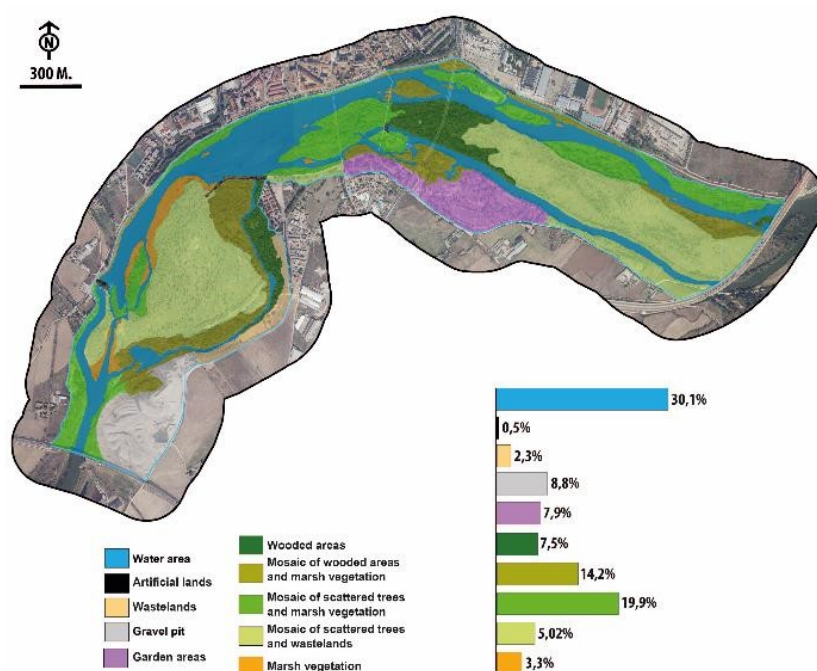 N
300 M.
30,1%
0,5%
2,3%
8,8%
7,9%
7,5%
14,2%
19,9%
5,02%
3,3%
Water area
Artificial lands
Wastelands
Gravel pit
Garden areas
Wooded areas
Mosaic of wooded areas
and marsh vegetation
Mosaic of scattered trees
and marsh vegetation
Mosaic of scattered trees
and wastelands
Marsh vegetation